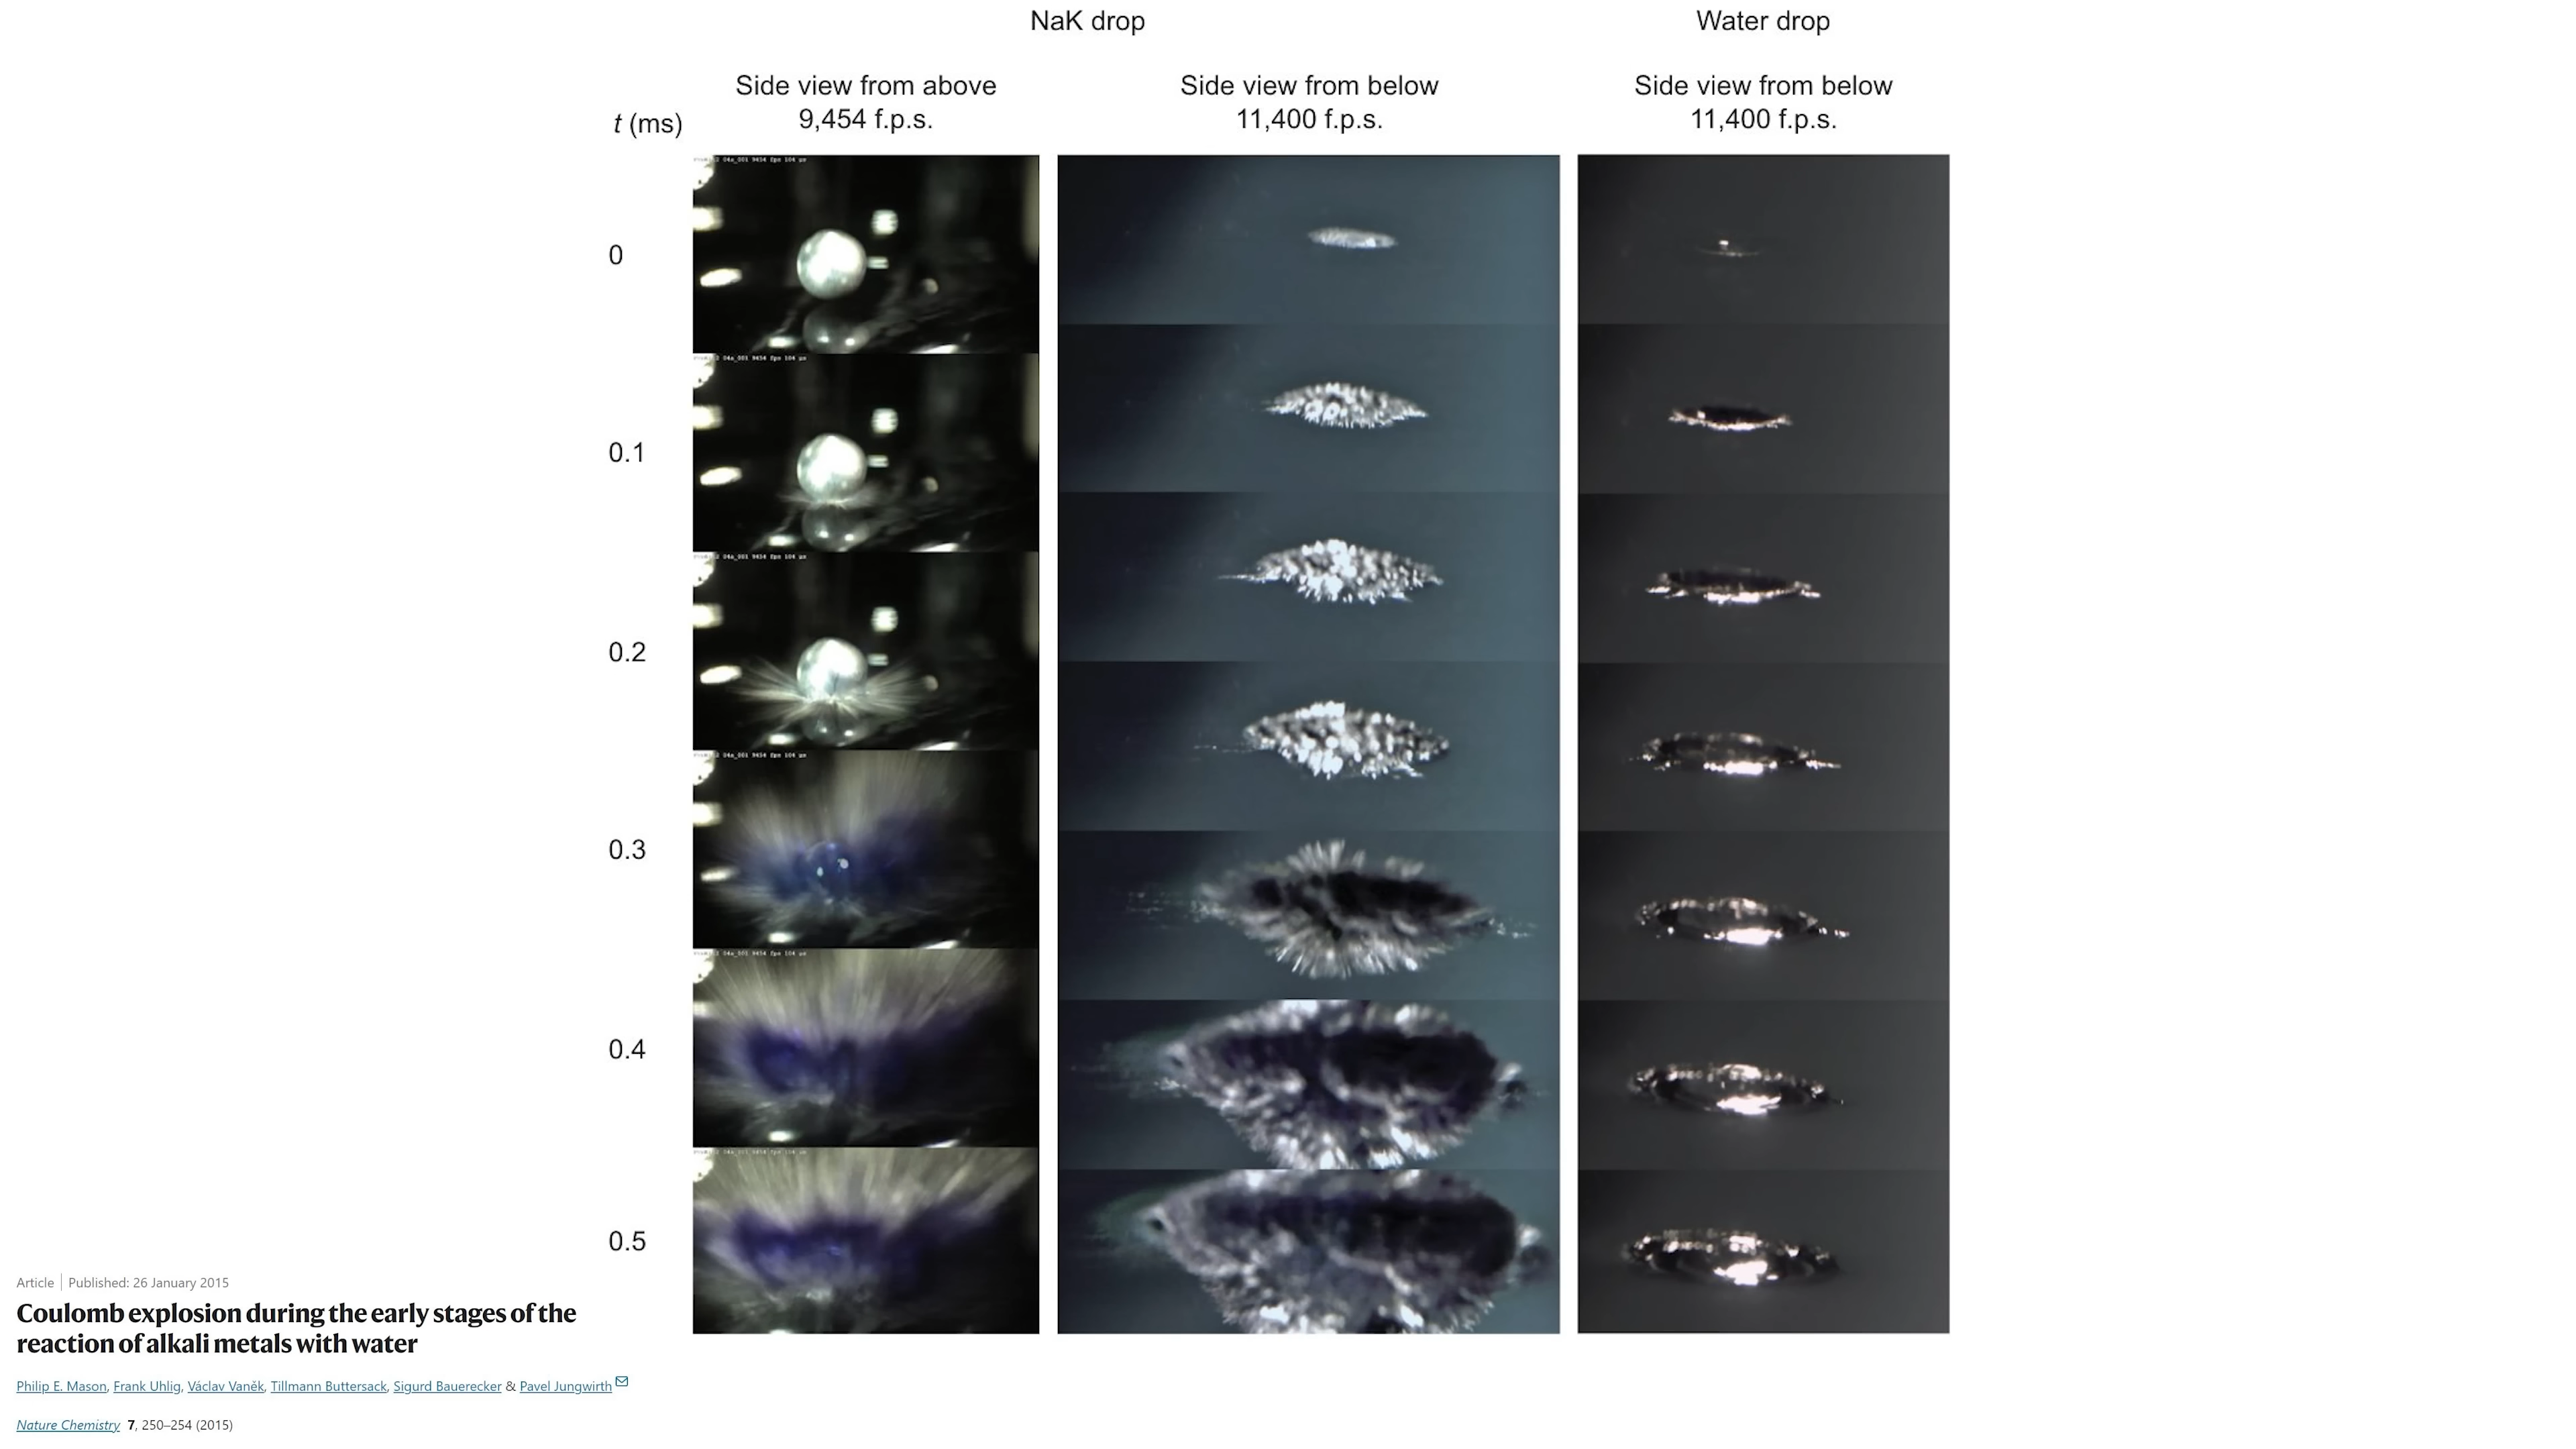 NaK drop
Water drop
Side view from above
9,454 f.p.s.
Side view from below
11,400 f.p.s.
Side view from below
11,400 f.p.s.
t (ms)
0
0.1
0.2
0.3
0.4
0.5
Article | Published: 26 January 2015
Coulomb explosion during the early stages of the
reaction of alkali metals with water
Philip E. Mason, Frank Uhlig, Václav Vaněk, Tillmann Buttersack, Sigurd Bauerecker & Pavel Jungwirth
Nature Chemistry 7, 250–254 (2015)